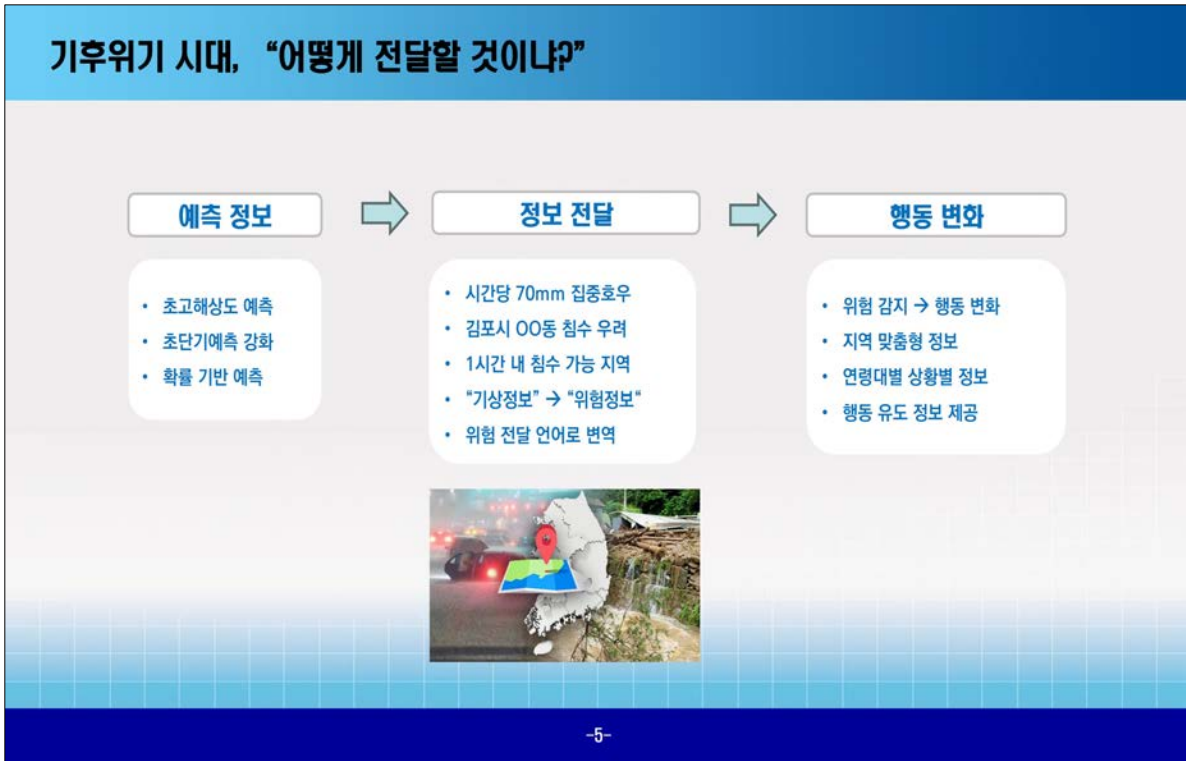 기후위기 시대, “어떻게 전달할 것이냐?”
예측 정보
• 초고해상도 예측
• 초단기예측 강화
• 확률 기반 예측
정보 전달
• 시간당 70mm 집중호우
• 김포시 OO동 침수 우려
• 1시간 내 침수 가능 지역
• “기상정보” → “위험정보“
• 위험 전달 언어로 변역
행동 변화
• 위험 감지 → 행동 변화
• 지역 맞춤형 정보
• 연령대별 상황별 정보
• 행동 유도 정보 제공
-5-